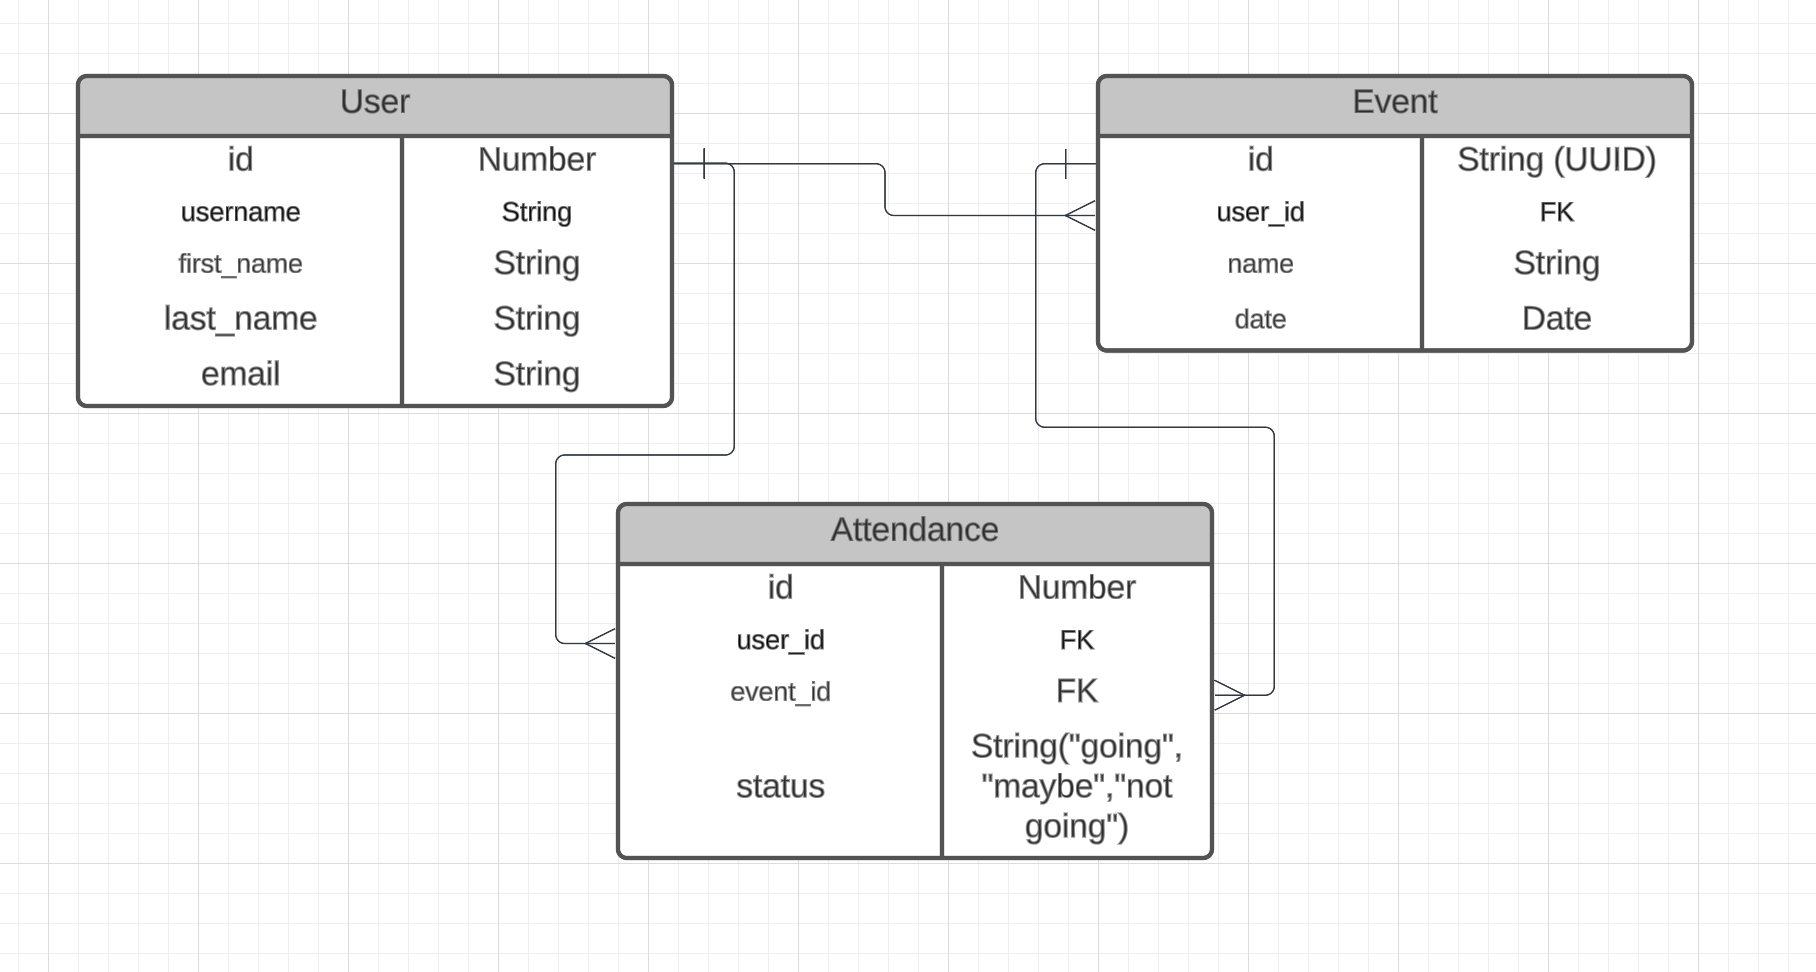 User
id Number
username String
first_name String
last_name String
email String
Event
id String (UUID)
user_id FK
name String
date Date
Attendance
id Number
user_id FK
event_id FK
status
String("going",
"maybe","not
going")